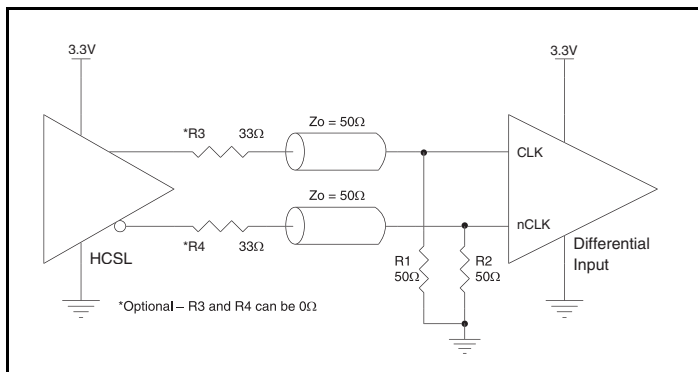 3.3V
3.3V
*R3 33Ω
Zo = 50Ω
CLK
Zo = 50Ω
*R4 33Ω
nCLK
HCSL
R1
50Ω
R2
50Ω
Differential
Input
*Optional – R3 and R4 can be 0Ω